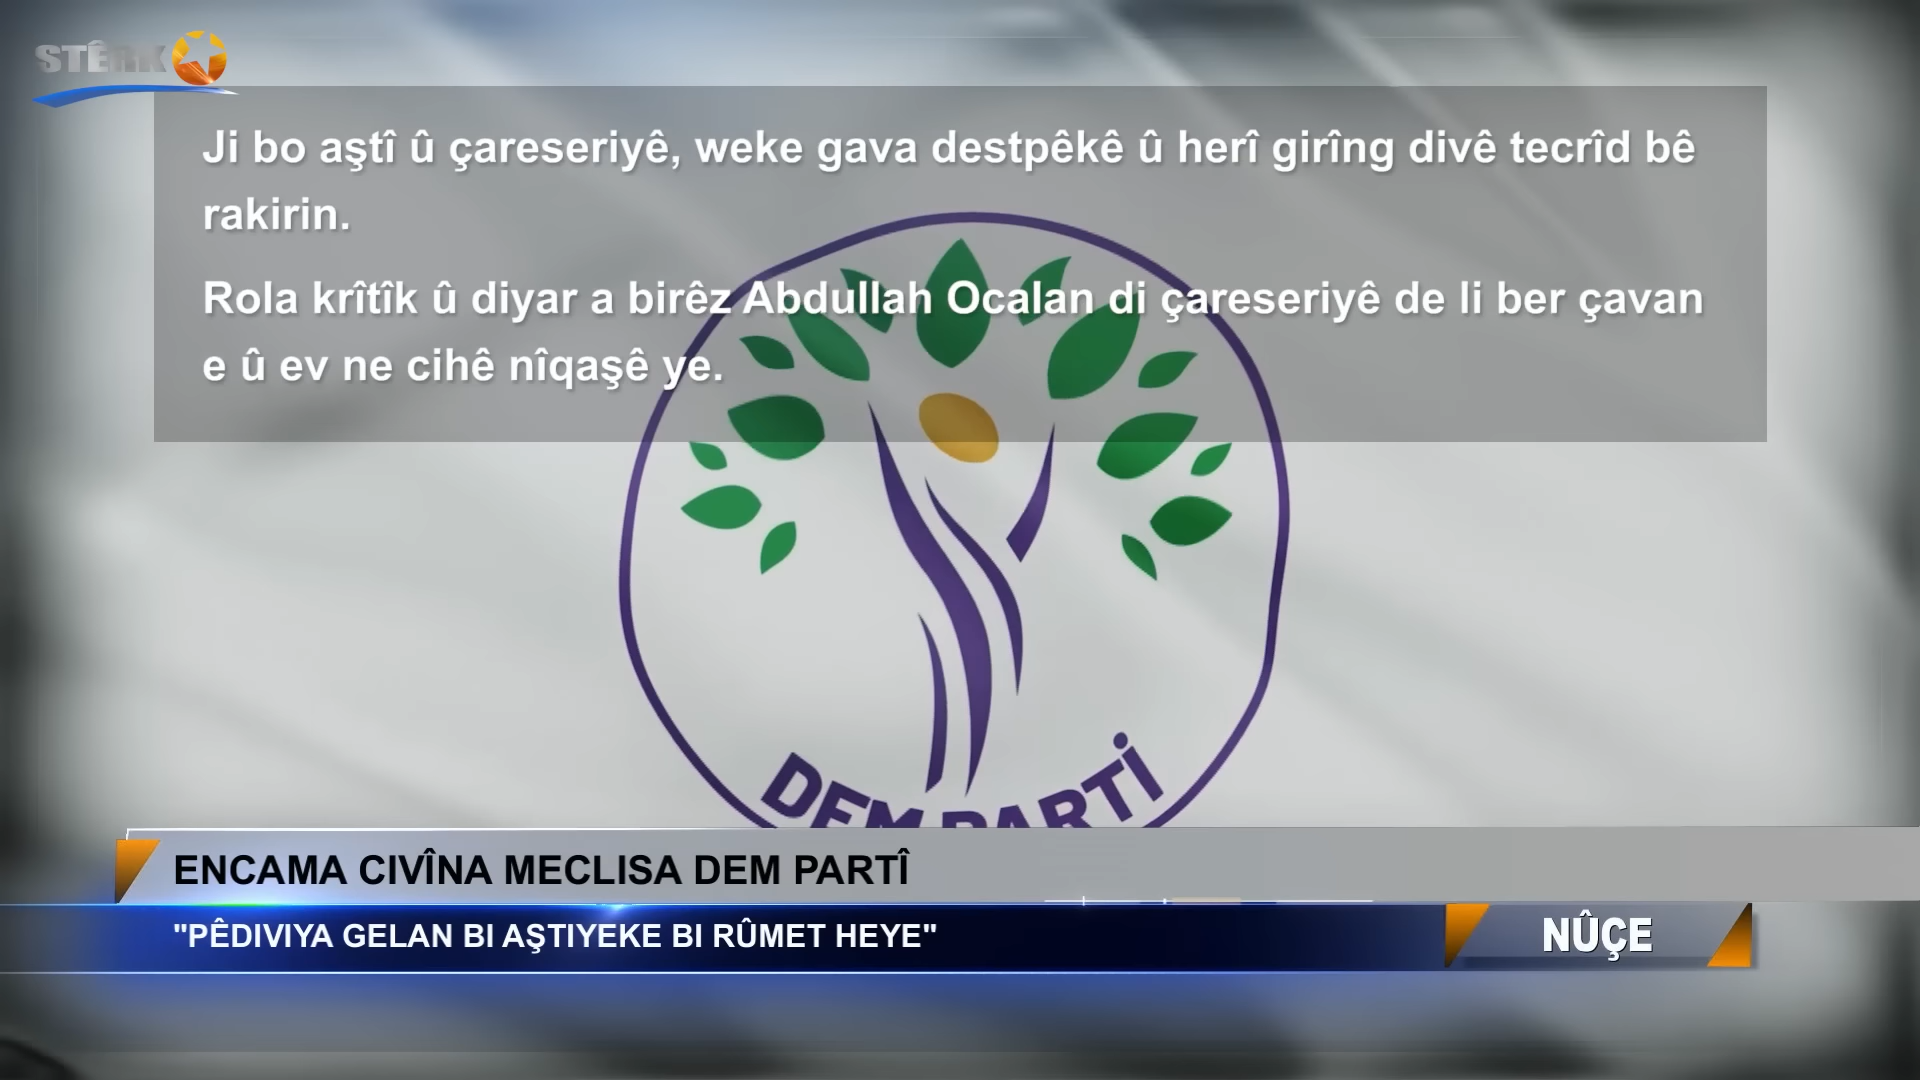 STÊRK
Ji bo aştî û çareseriyê, weke gava destpêkê û herî girîng divê tecrîd bê
rakirin.
Rola krîtîk û diyar a birêz Abdullah Ocalan di çareseriyê de li ber çavan
e û ev ne cihê nîqaşê ye.
DEM PARTİ
ENCAMA CIVÎNA MECLISA DEM PARTÎ
"PÊDIVIYA GELAN BI AŞTIYEKE BI RÛMET HEYE"
NÛÇE